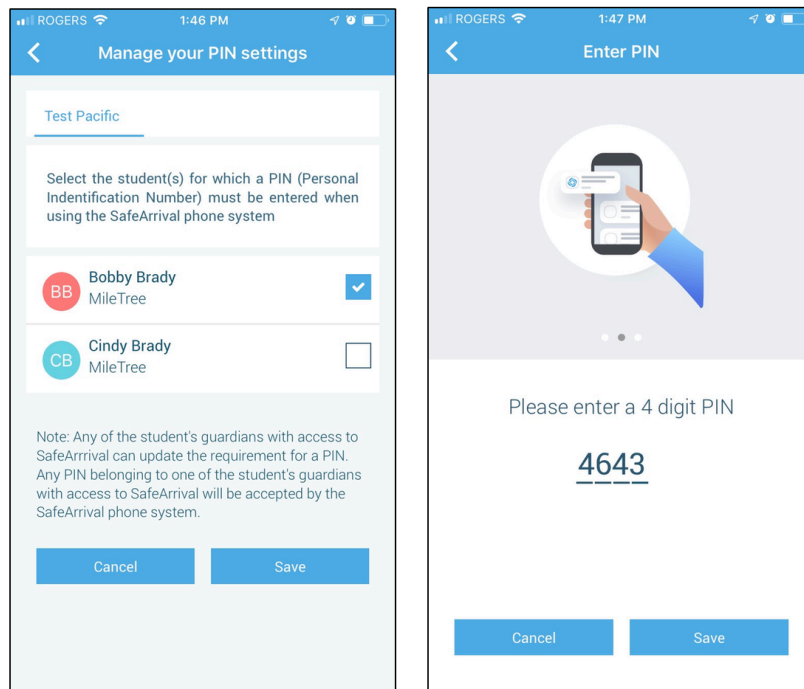 ROGERS 1:46 PM
Manage your PIN settings
Test Pacific
Select the student(s) for which a PIN (Personal
Indentification Number) must be entered when
using the SafeArrival phone system
BB
Bobby Brady
MileTree
CB
Cindy Brady
MileTree
Note: Any of the student's guardians with access to
SafeArrrival can update the requirement for a PIN.
Any PIN belonging to one of the student's guardians
with access to SafeArrival will be accepted by the
SafeArrival phone system.
Cancel Save
ROGERS 1:47 PM
Enter PIN
Please enter a 4 digit PIN
4643
Cancel Save